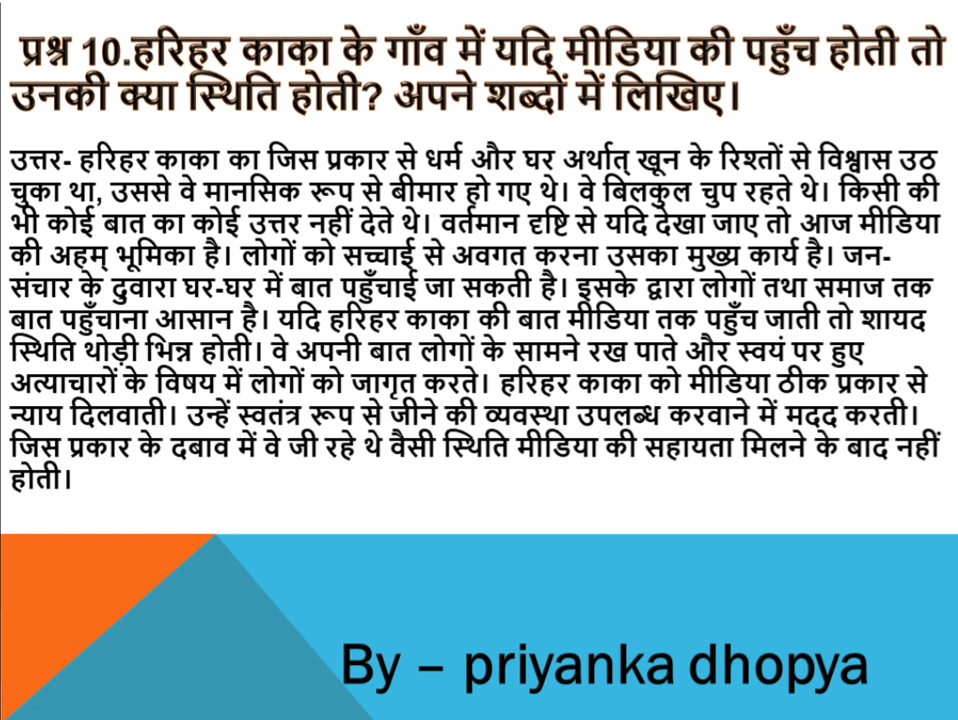 प्रश्न 10.हरिहर काका के गाँव में यदि मीडिया की पहुँच होती तो
उनकी क्या स्थिति होती? अपने शब्दों में लिखिए।
उत्तर- हरिहर काका का जिस प्रकार से धर्म और घर अर्थात् खून के रिश्तों से विश्वास उठ
चुका था, उससे वे मानसिक रूप से बीमार हो गए थे। वे बिलकुल चुप रहते थे। किसी की
भी कोई बात का कोई उत्तर नहीं देते थे। वर्तमान दृष्टि से यदि देखा जाए तो आज मीडिया
की अहम् भूमिका है। लोगों को सच्चाई से अवगत करना उसका मुख्य कार्य है। जन-
संचार के दुवारा घर-घर में बात पहुँचाई जा सकती है। इसके द्वारा लोगों तथा समाज तक
बात पहुँचाना आसान है। यदि हरिहर काका की बात मीडिया तक पहुँच जाती तो शायद
स्थिति थोड़ी भिन्न होती। वे अपनी बात लोगों के सामने रख पाते और स्वयं पर हुए
अत्याचारों के विषय में लोगों को जागृत करते। हरिहर काका को मीडिया ठीक प्रकार से
न्याय दिलवाती। उन्हें स्वतंत्र रूप से जीने की व्यवस्था उपलब्ध करवाने में मदद करती।
जिस प्रकार के दबाव में वे जी रहे थे वैसी स्थिति मीडिया की सहायता मिलने के बाद नहीं
होती।
By – priyanka dhopya